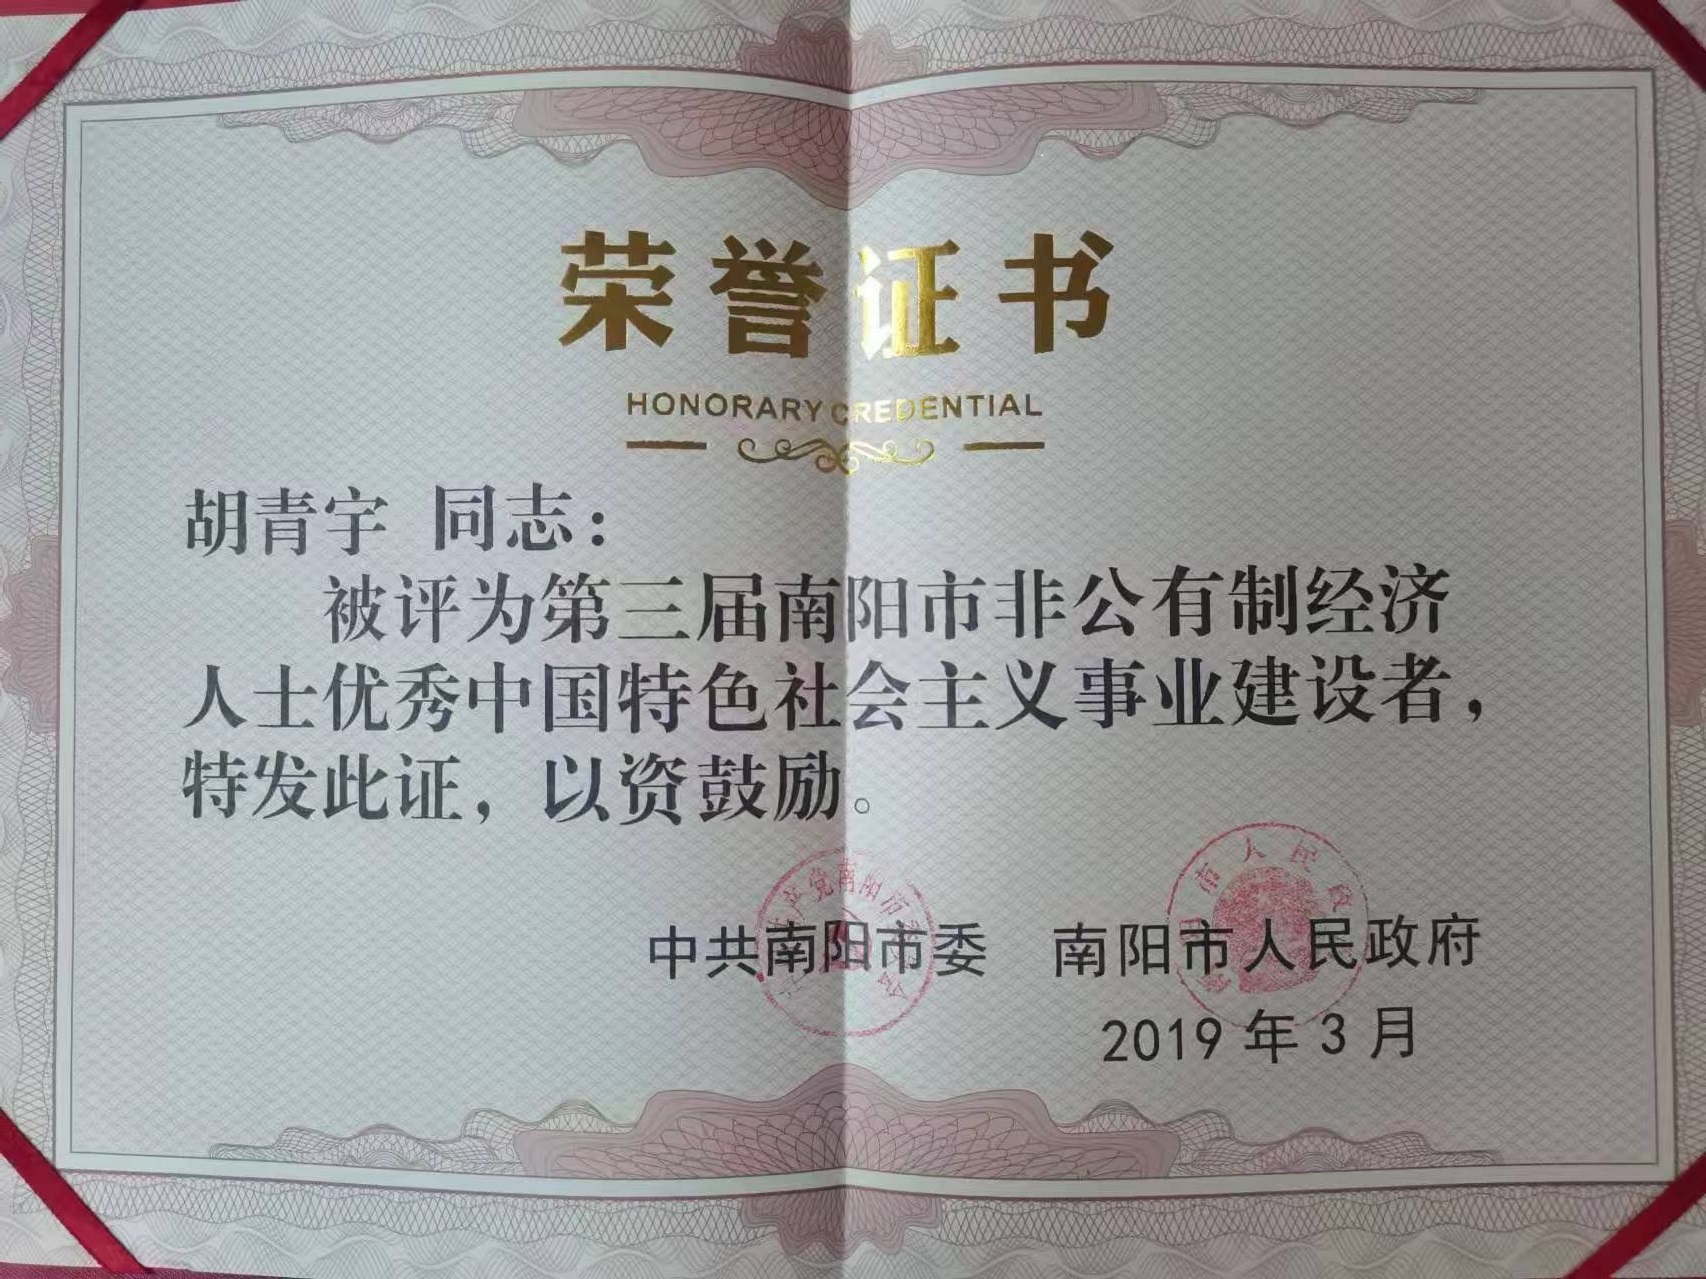 荣誉证书
HONORARY CREDENTIAL
胡青宇 同志：
被评为第三届南阳市非公有制经济
人士优秀中国特色社会主义事业建设者，
特发此证，以资鼓励。
中共南阳市委 南阳市人民政府
2019 年 3 月